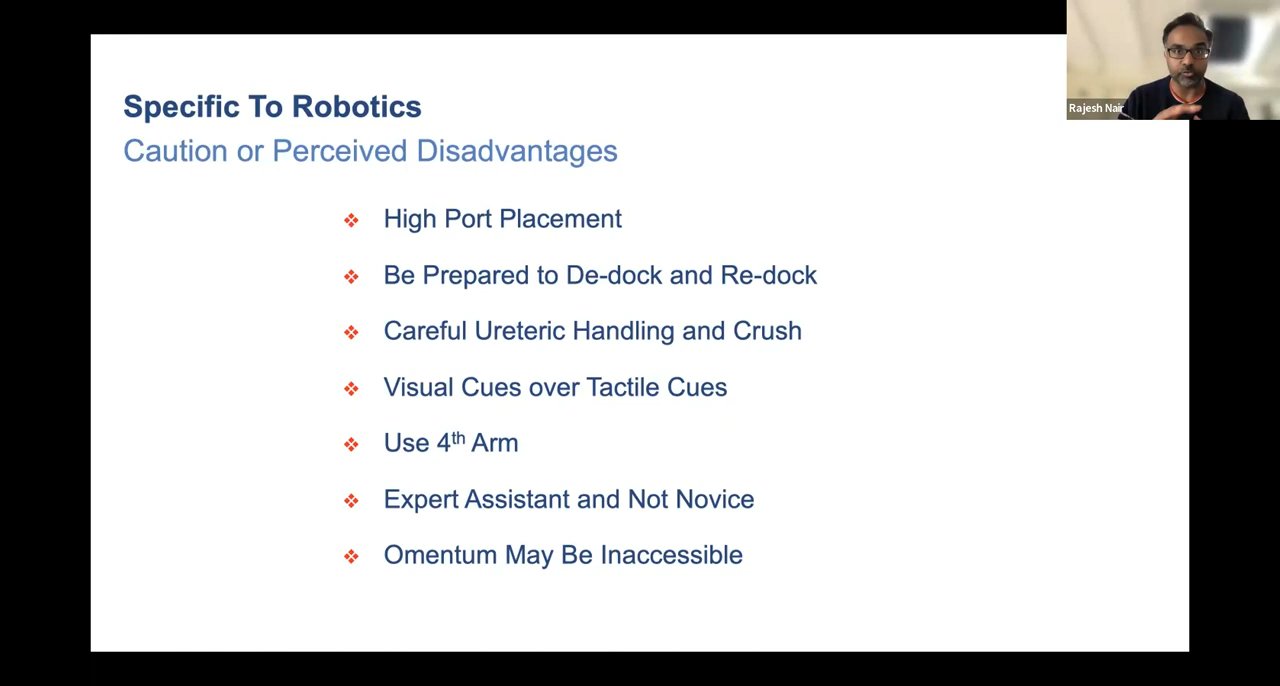 Specific To Robotics
Caution or Perceived Disadvantages
Rajesh Nair
❖ High Port Placement
❖ Be Prepared to De-dock and Re-dock
❖ Careful Ureteric Handling and Crush
❖ Visual Cues over Tactile Cues
❖ Use 4th Arm
❖ Expert Assistant and Not Novice
❖ Omentum May Be Inaccessible